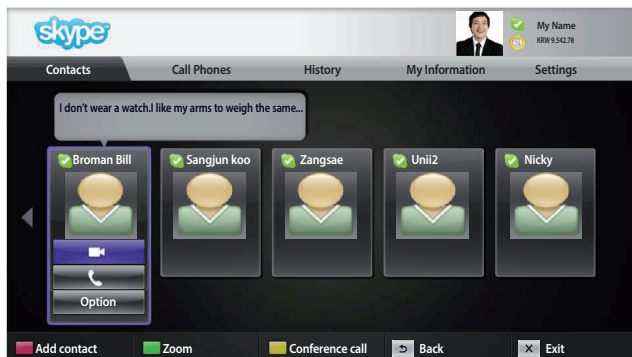 skype
My Name
KRW 9.542.78
Contacts Call Phones History My Information Settings
I don't wear a watch.I like my arms to weigh the same...
Broman Bill Sangjun koo Zangsae Unii2 Nicky
Option
Add contact Zoom Conference call Back X Exit